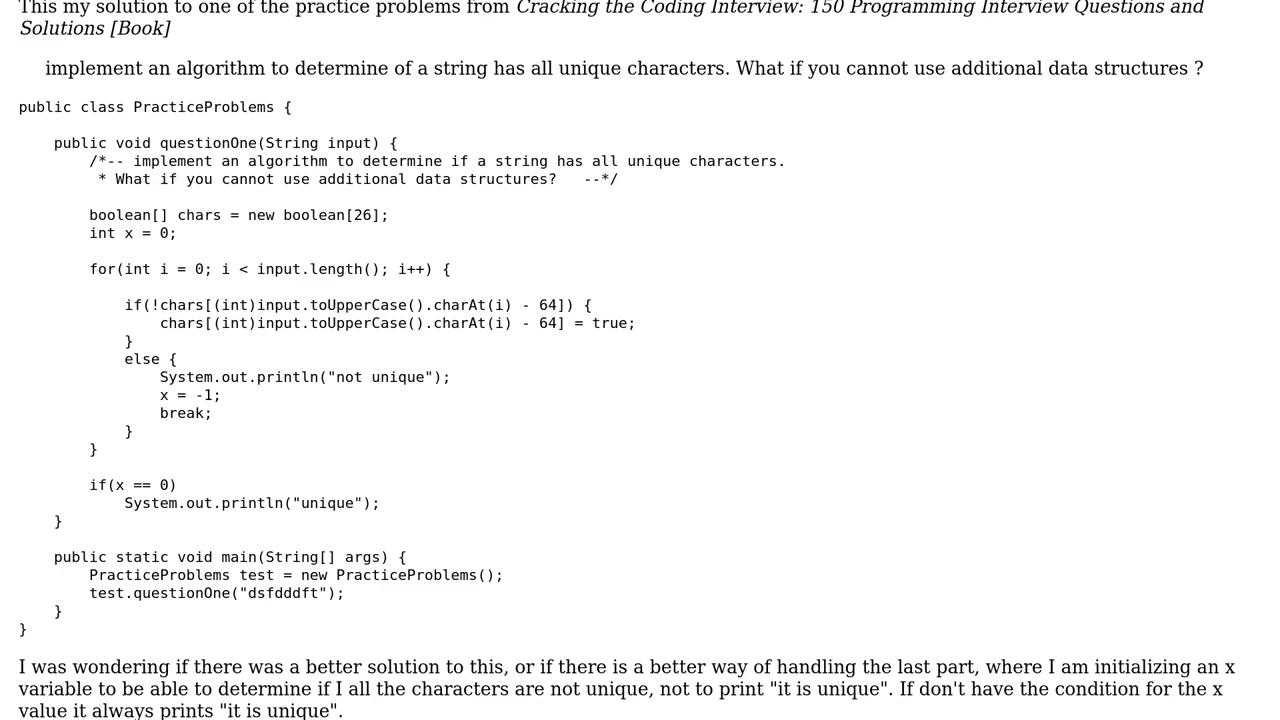 This my solution to one of the practice problems from Cracking the Coding Interview: 150 Programming Interview Questions and
Solutions [Book]
implement an algorithm to determine of a string has all unique characters. What if you cannot use additional data structures ?
public class PracticeProblems {
public void questionOne(String input) {
/*-- implement an algorithm to determine if a string has all unique characters.
* What if you cannot use additional data structures?   --*/
boolean[] chars = new boolean[26];
int x = 0;
for(int i = 0; i < input.length(); i++) {
if(!chars[(int)input.toUpperCase().charAt(i) - 64]) {
chars[(int)input.toUpperCase().charAt(i) - 64] = true;
}
else {
System.out.println("not unique");
x = -1;
break;
}
}
if(x == 0)
System.out.println("unique");
}
public static void main(String[] args) {
PracticeProblems test = new PracticeProblems();
test.questionOne("dsfdddft");
}
}
I was wondering if there was a better solution to this, or if there is a better way of handling the last part, where I am initializing an x
variable to be able to determine if I all the characters are not unique, not to print "it is unique". If don't have the condition for the x
value it always prints "it is unique".